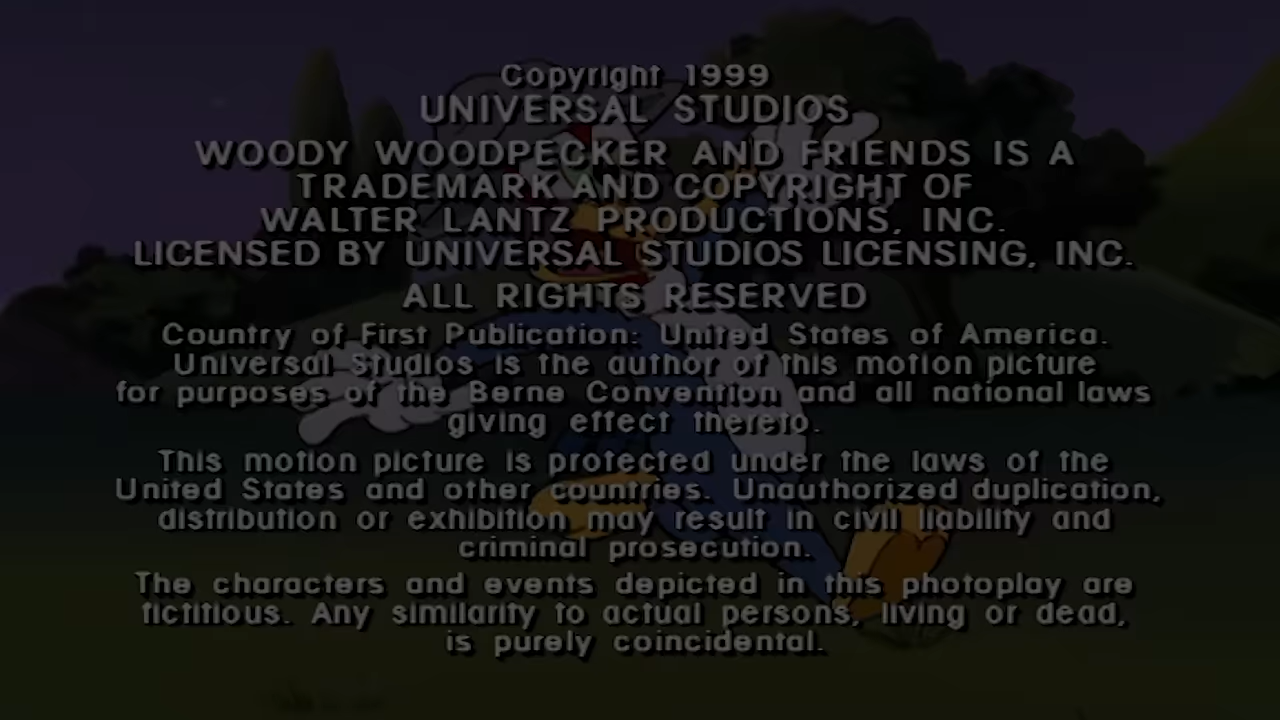 Copyright 1999
UNIVERSAL STUDIOS
WOODY WOODPECKER AND FRIENDS IS A
TRADEMARK AND COPYRIGHT OF
WALTER LANTZ PRODUCTIONS, INC.
LICENSED BY UNIVERSAL STUDIOS LICENSING, INC.
ALL RIGHTS RESERVED
Country of First Publication: United States of America.
Universal Studios is the author of this motion picture
for purposes of the Berne Convention and all national laws
giving effect thereto.
This motion picture is protected under the laws of the
United States and other countries. Unauthorized duplication,
distribution or exhibition may result in civil liability and
criminal prosecution.
The characters and events depicted in this photoplay are
fictitious. Any similarity to actual persons, living or dead,
is purely coincidental.